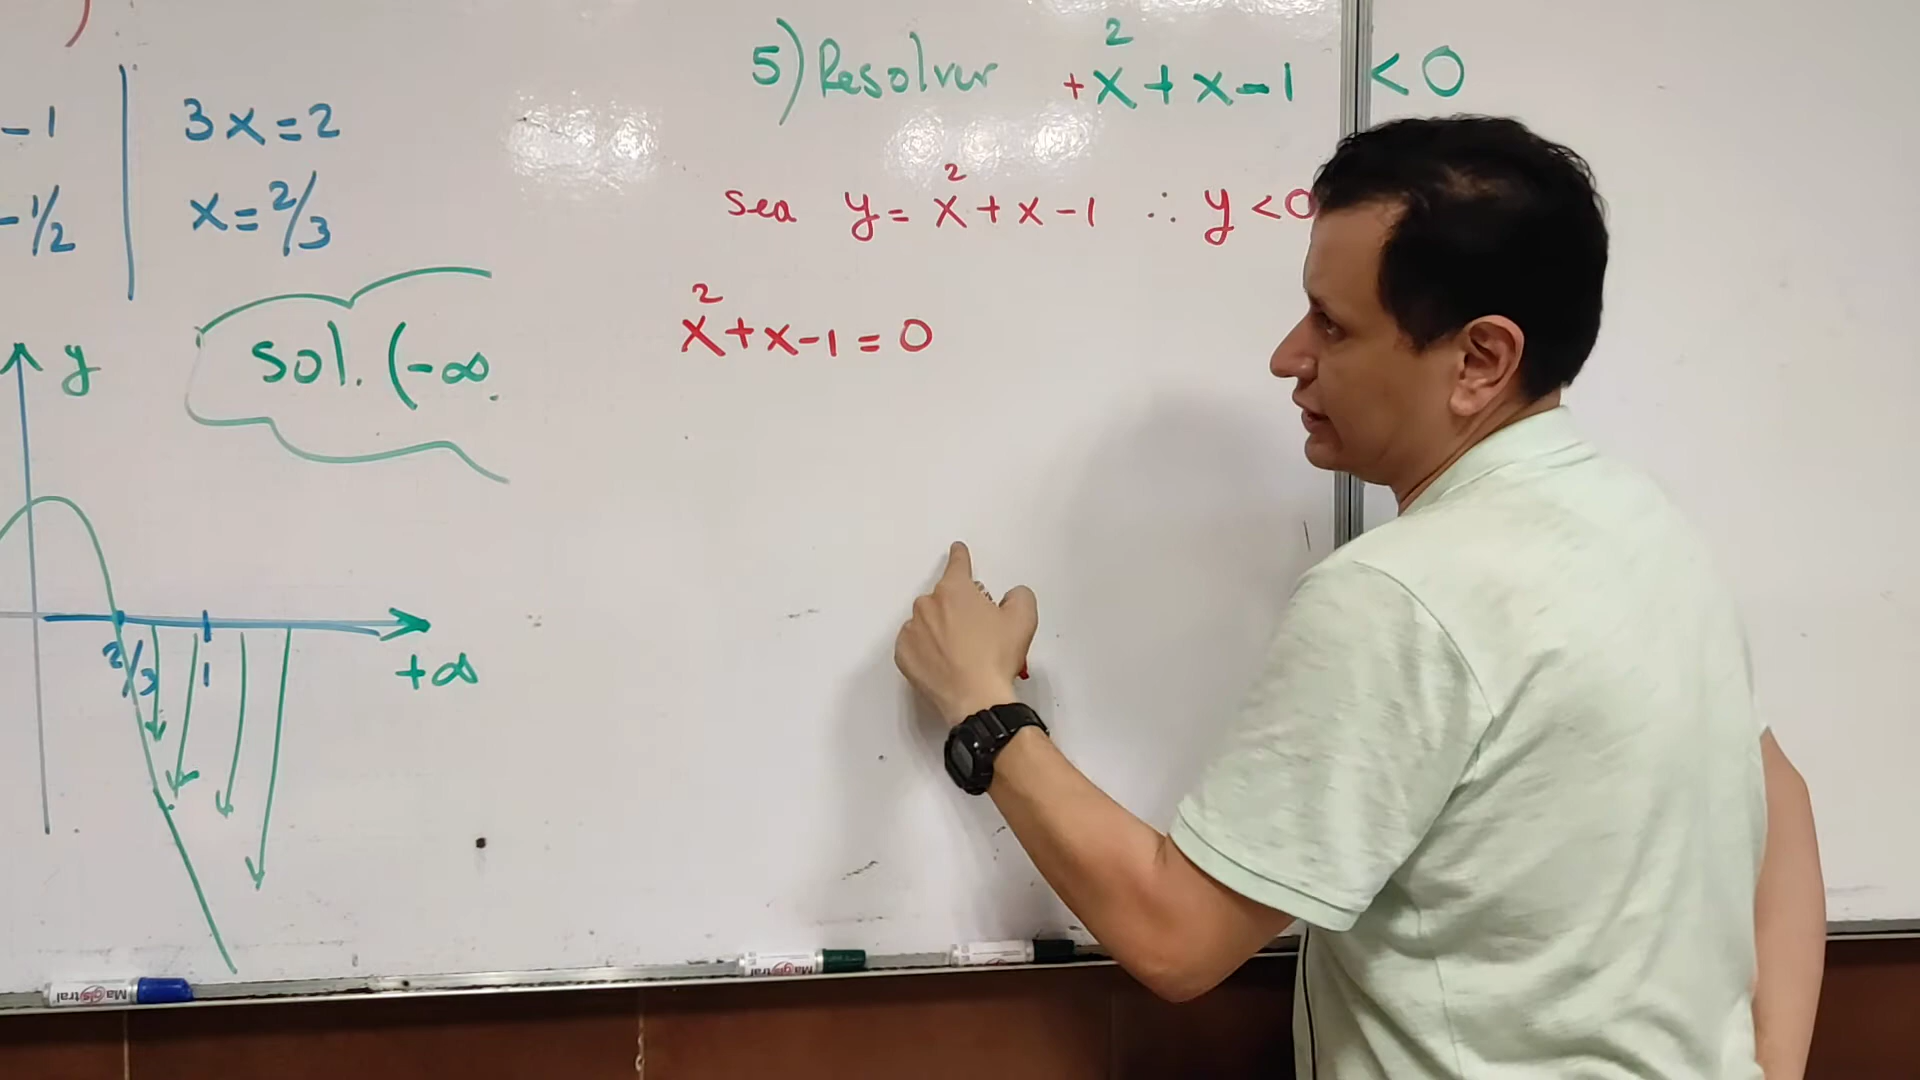 -1
3x=2
-1/2
x=2/3
sol. (-∞
y
2/3
1
+∞
5) Resolver +x²+x-1 <0
Sea y=x²+x-1 ∴ y<0
x²+x-1=0
Magistral
Magistral